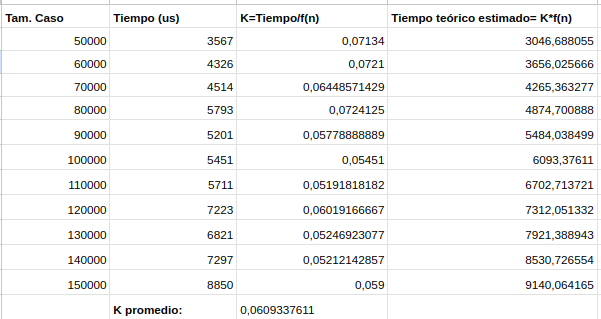 Tam. Caso Tiempo (us) K=Tiempo/f(n) Tiempo teórico estimado= K*f(n)
50000 3567 0,07134 3046,688055
60000 4326 0,0721 3656,025666
70000 4514 0,06448571429 4265,363277
80000 5793 0,0724125 4874,700888
90000 5201 0,05778888889 5484,038499
100000 5451 0,05451 6093,37611
110000 5711 0,05191818182 6702,713721
120000 7223 0,06019166667 7312,051332
130000 6821 0,05246923077 7921,388943
140000 7297 0,05212142857 8530,726554
150000 8850 0,059 9140,064165
K promedio: 0,0609337611